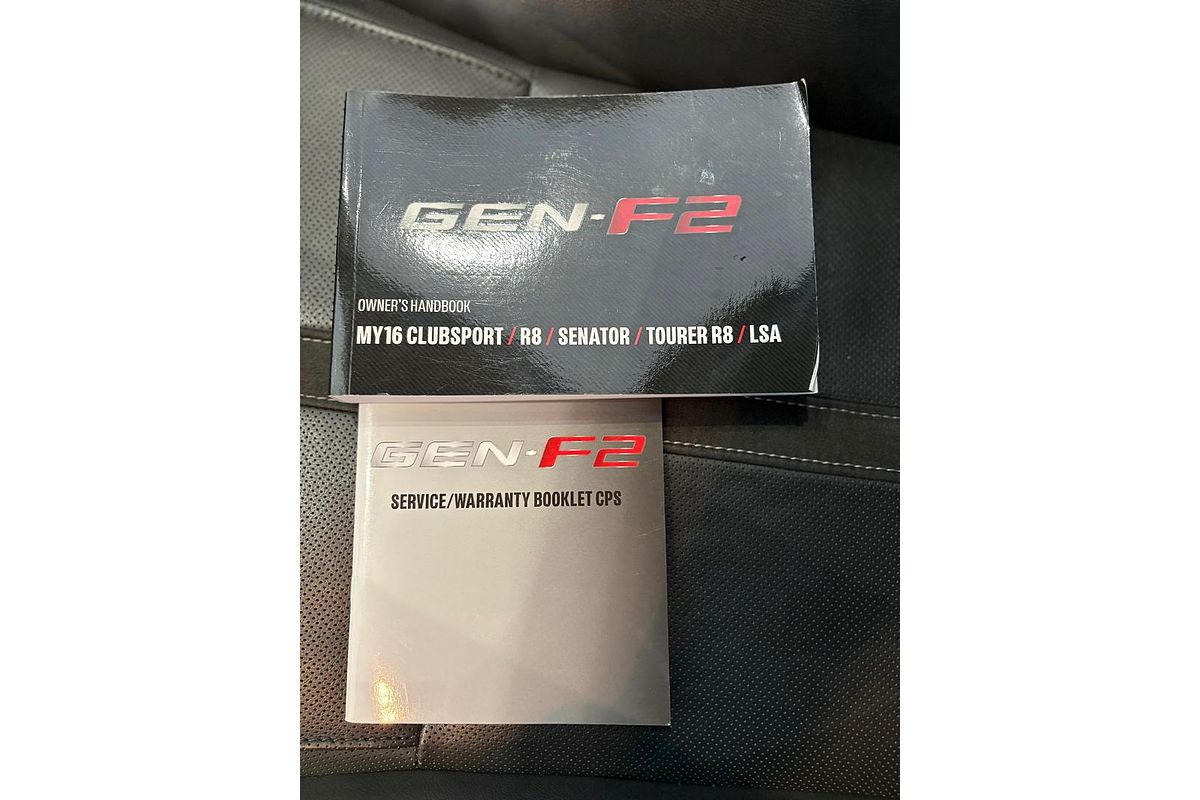 GEN-F2
OWNER'S HANDBOOK
MY16 CLUBSPORT / R8 / SENATOR / TOURER R8 / LSA
GEN-F2
SERVICE/WARRANTY BOOKLET CPS